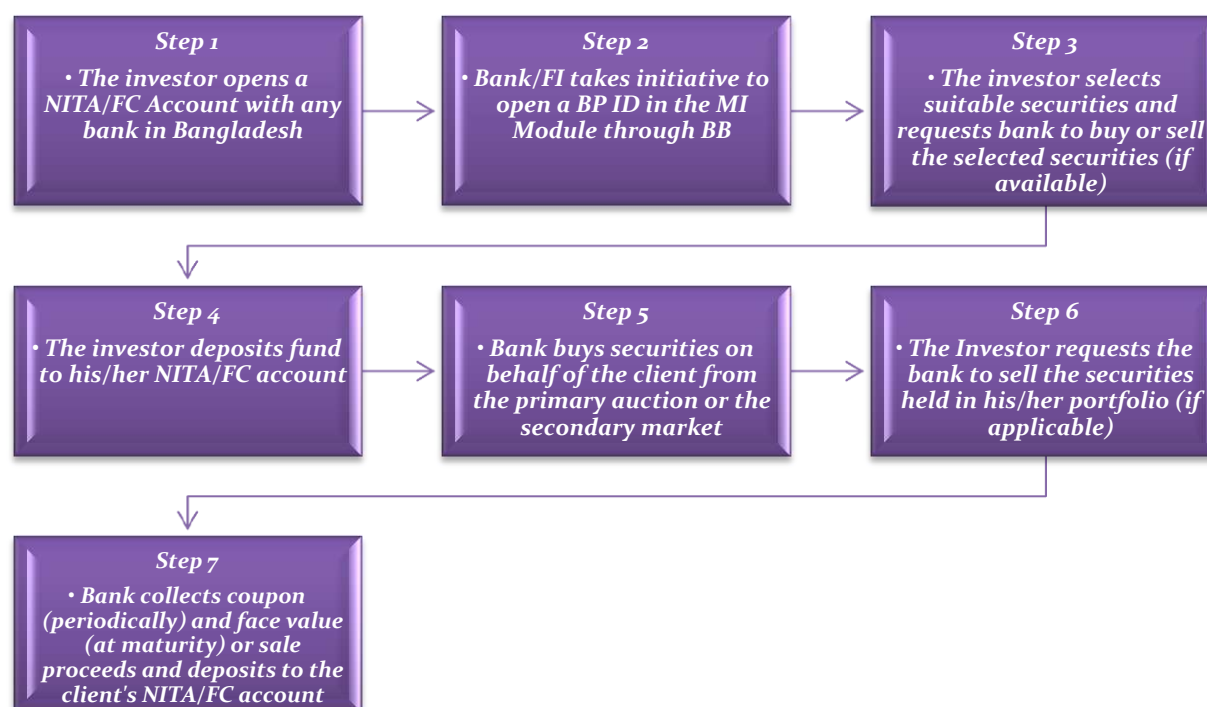 Step 1
• The investor opens a
NITA/FC Account with any
bank in Bangladesh
Step 2
• Bank/FI takes initiative to
open a BP ID in the MI
Module through BB
Step 3
• The investor selects
suitable securities and
requests bank to buy or sell
the selected securities (if
available)
Step 4
• The investor deposits fund
to his/her NITA/FC account
Step 5
• Bank buys securities on
behalf of the client from
the primary auction or the
secondary market
Step 6
• The Investor requests the
bank to sell the securities
held in his/her portfolio (if
applicable)
Step 7
• Bank collects coupon
(periodically) and face value
(at maturity) or sale
proceeds and deposits to the
client's NITA/FC account